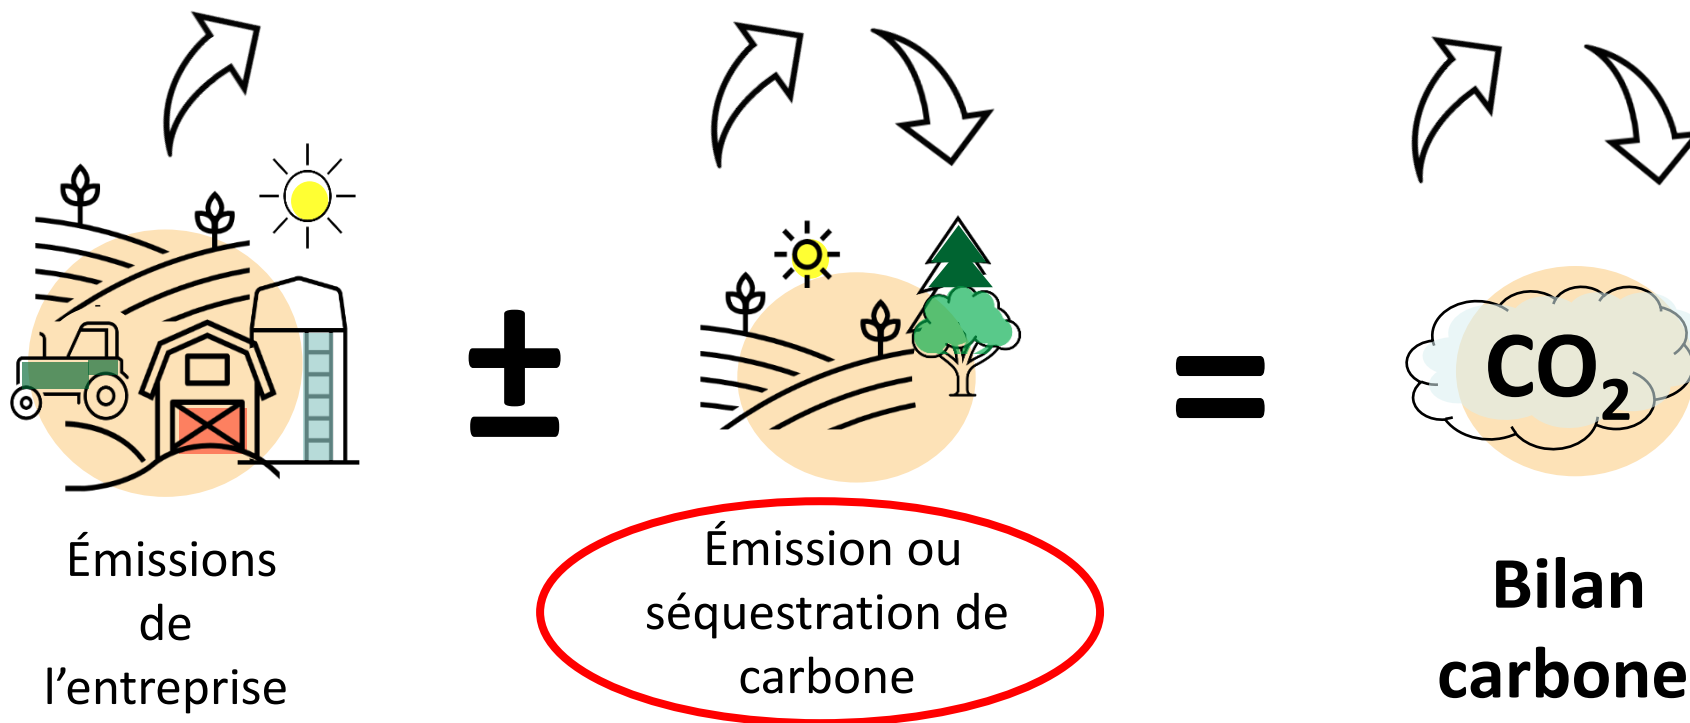 Émissions
de
l’entreprise
±
Émission ou
séquestration de
carbone
=
CO₂
Bilan
carbone